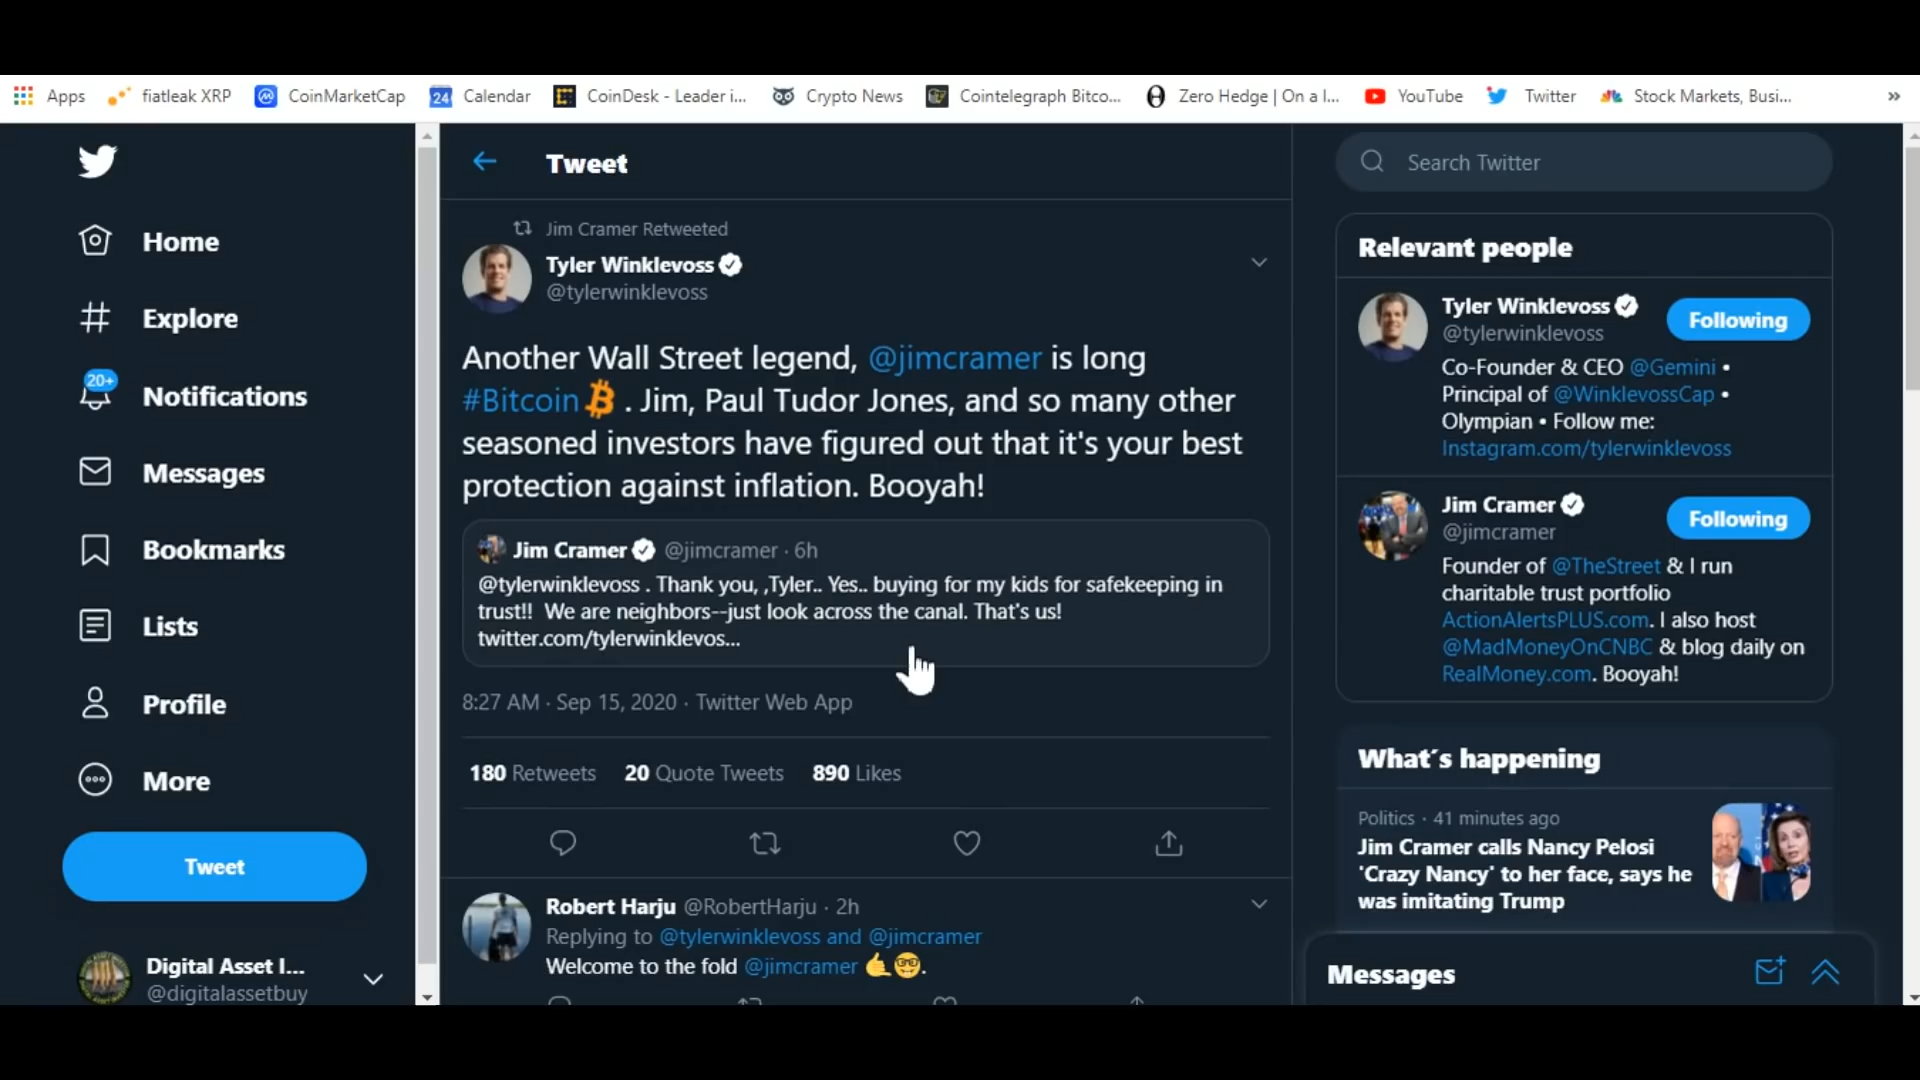 Apps fiatleak XRP CoinMarketCap 24 Calendar CoinDesk - Leader i... Crypto News Cointelegraph Bitco... Zero Hedge | On a l... YouTube Twitter Stock Markets, Busi... »
Home
Explore
20+
Notifications
Messages
Bookmarks
Lists
Profile
More
Tweet
Digital Asset I...
@digitalassetbuy
Tweet
Jim Cramer Retweeted
Tyler Winklevoss
@tylerwinklevoss
Another Wall Street legend, @jimcramer is long
#Bitcoin . Jim, Paul Tudor Jones, and so many other
seasoned investors have figured out that it's your best
protection against inflation. Booyah!
Jim Cramer @jimcramer · 6h
@tylerwinklevoss . Thank you, ,Tyler.. Yes.. buying for my kids for safekeeping in
trust!! We are neighbors--just look across the canal. That's us!
twitter.com/tylerwinklevos...
8:27 AM · Sep 15, 2020 · Twitter Web App
180 Retweets 20 Quote Tweets 890 Likes
Robert Harju @RobertHarju · 2h
Replying to @tylerwinklevoss and @jimcramer
Welcome to the fold @jimcramer 🤙🤓.
Search Twitter
Relevant people
Tyler Winklevoss
@tylerwinklevoss
Following
Co-Founder & CEO @Gemini •
Principal of @WinklevossCap •
Olympian • Follow me:
Instagram.com/tylerwinklevoss
Jim Cramer
@jimcramer
Following
Founder of @TheStreet & I run
charitable trust portfolio
ActionAlertsPLUS.com. I also host
@MadMoneyOnCNBC & blog daily on
RealMoney.com. Booyah!
What´s happening
Politics · 41 minutes ago
Jim Cramer calls Nancy Pelosi
'Crazy Nancy' to her face, says he
was imitating Trump
Messages